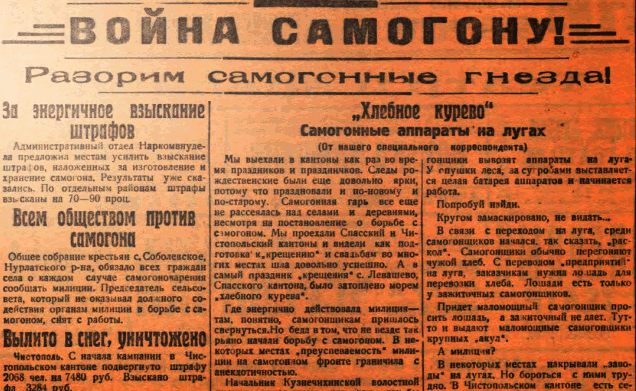 ВОЙНА САМОГОНУ!
Разорим самогонные гнезда!
За энергичное взыскание
штрафов
Административный отдел Наркомвнуде-
ла предложил местам усилить взыскание
штрафов, наложенных за изготовление и
хранение самогона. Результаты уже ска-
зались. По отдельным районам штрафы
взысканы на 70—90 проц.
Всем обществом против
самогона
Общее собрание крестьян с. Соболевское,
Нурлатского р-на, обязало всех граждан
села о каждом случае самогоноварения
сообщать милиции. Председатель сельсо-
вета, который не оказывал должного со-
действия органам милиции в борьбе с са-
могоном, снят с работы.
Вылито в снег, уничтожено
Чистополь. С начала кампании в Чис-
топольском кантоне подвергнуто штрафу
2068 чел. на 7480 руб. Взыскано штра-
фа 3284 руб.
„Хлебное курево“
Самогонные аппараты на лугах
(От нашего специального корреспондента)
Мы выехали в кантоны как раз во вре-
мя праздников и праздничков. Следы ро-
ждественские были еще довольно ярки,
потому что праздновали и по-новому и
по-старому. Самогонная гарь все еще
не рассеялась над селами и деревнями,
несмотря на постановление о борьбе с
самогоном. Мы проехали Спасский и Чи-
стопольский кантоны и видели как под-
готовка к „крещению“ и свадьбам во мно-
гих местах шла довольно успешно. А в
самый праздник „крещения“ с. Левашево,
Спасского кантона, было затоплено морем
„хлебного курева“.
Где энергично действовала милиция—
там, понятно, самогонщикам пришлось
свернуться. Но беда в том, что не везде так
рьяно начали борьбу с самогоном. В не-
которых местах „преуспеваемость“ мили-
ции на самогонном фронте граничила с
анекдотичностью.
Начальник Кузнечихинской волостной
гонщики вывозят аппараты на луга.
У опушки леса, за сугробами выставляет-
ся целая батарея аппаратов и начинается
работа.
Попробуй найди.
Кругом замаскировано, не видать...
В связи с переходом на луга, среди
самогонщиков начался, так сказать, „рас-
кол“. Самогонщики обычно перегоняют
чужой хлеб. С переводом „предприятий“
на луга, заказчикам нужна лошадь для
перевозки хлеба. Лошади есть только
у зажиточных самогонщиков.
Придет маломощный самогонщик про-
сить лошадь, а зажиточный не дает. Тут-
то и выдают маломощные самогонщики
крупных „акул“.
А милиция?
В некоторых местах накрывали „заво-
ды“ на лугах. Но бороться с ними труд-
но. В Чистопольском кантоне есть о-